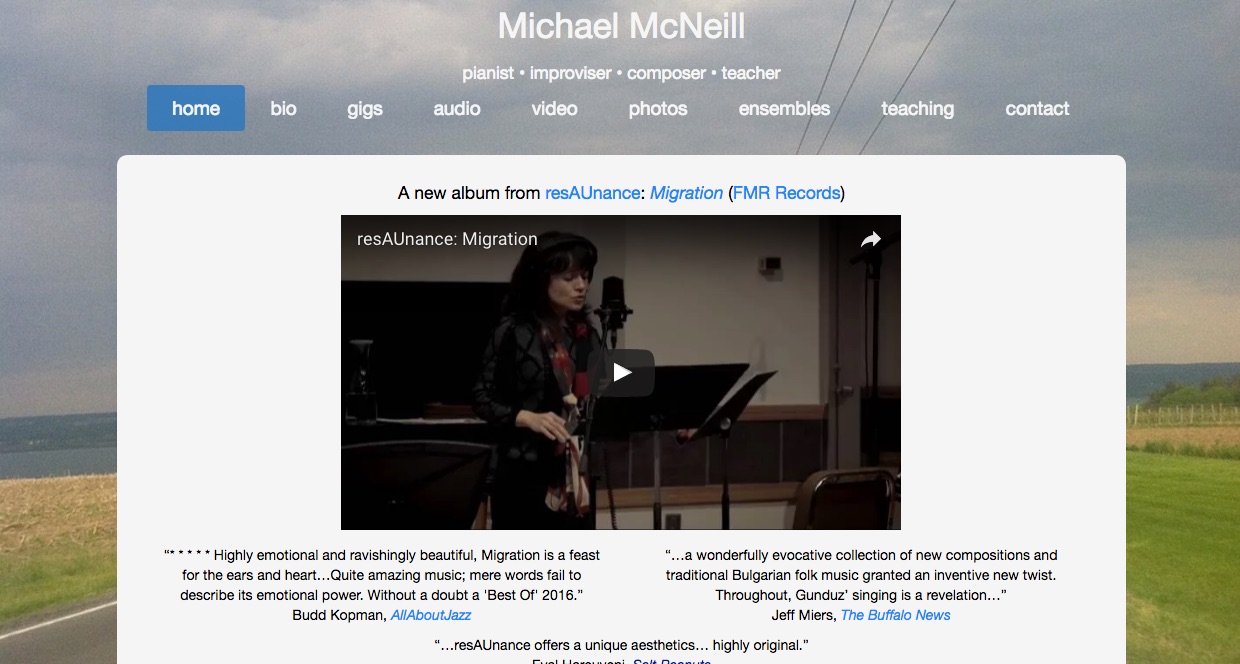 Michael McNeill
pianist • improviser • composer • teacher
home bio gigs audio video photos ensembles teaching contact
A new album from resAUnance: Migration (FMR Records)
resAUnance: Migration
“* * * * * Highly emotional and ravishingly beautiful, Migration is a feast
for the ears and heart…Quite amazing music; mere words fail to
describe its emotional power. Without a doubt a 'Best Of' 2016.”
Budd Kopman, AllAboutJazz
“…a wonderfully evocative collection of new compositions and
traditional Bulgarian folk music granted an inventive new twist.
Throughout, Gunduz’ singing is a revelation…”
Jeff Miers, The Buffalo News
“…resAUnance offers a unique aesthetics… highly original.”
Eyal Hareuveni, Salt Peanuts